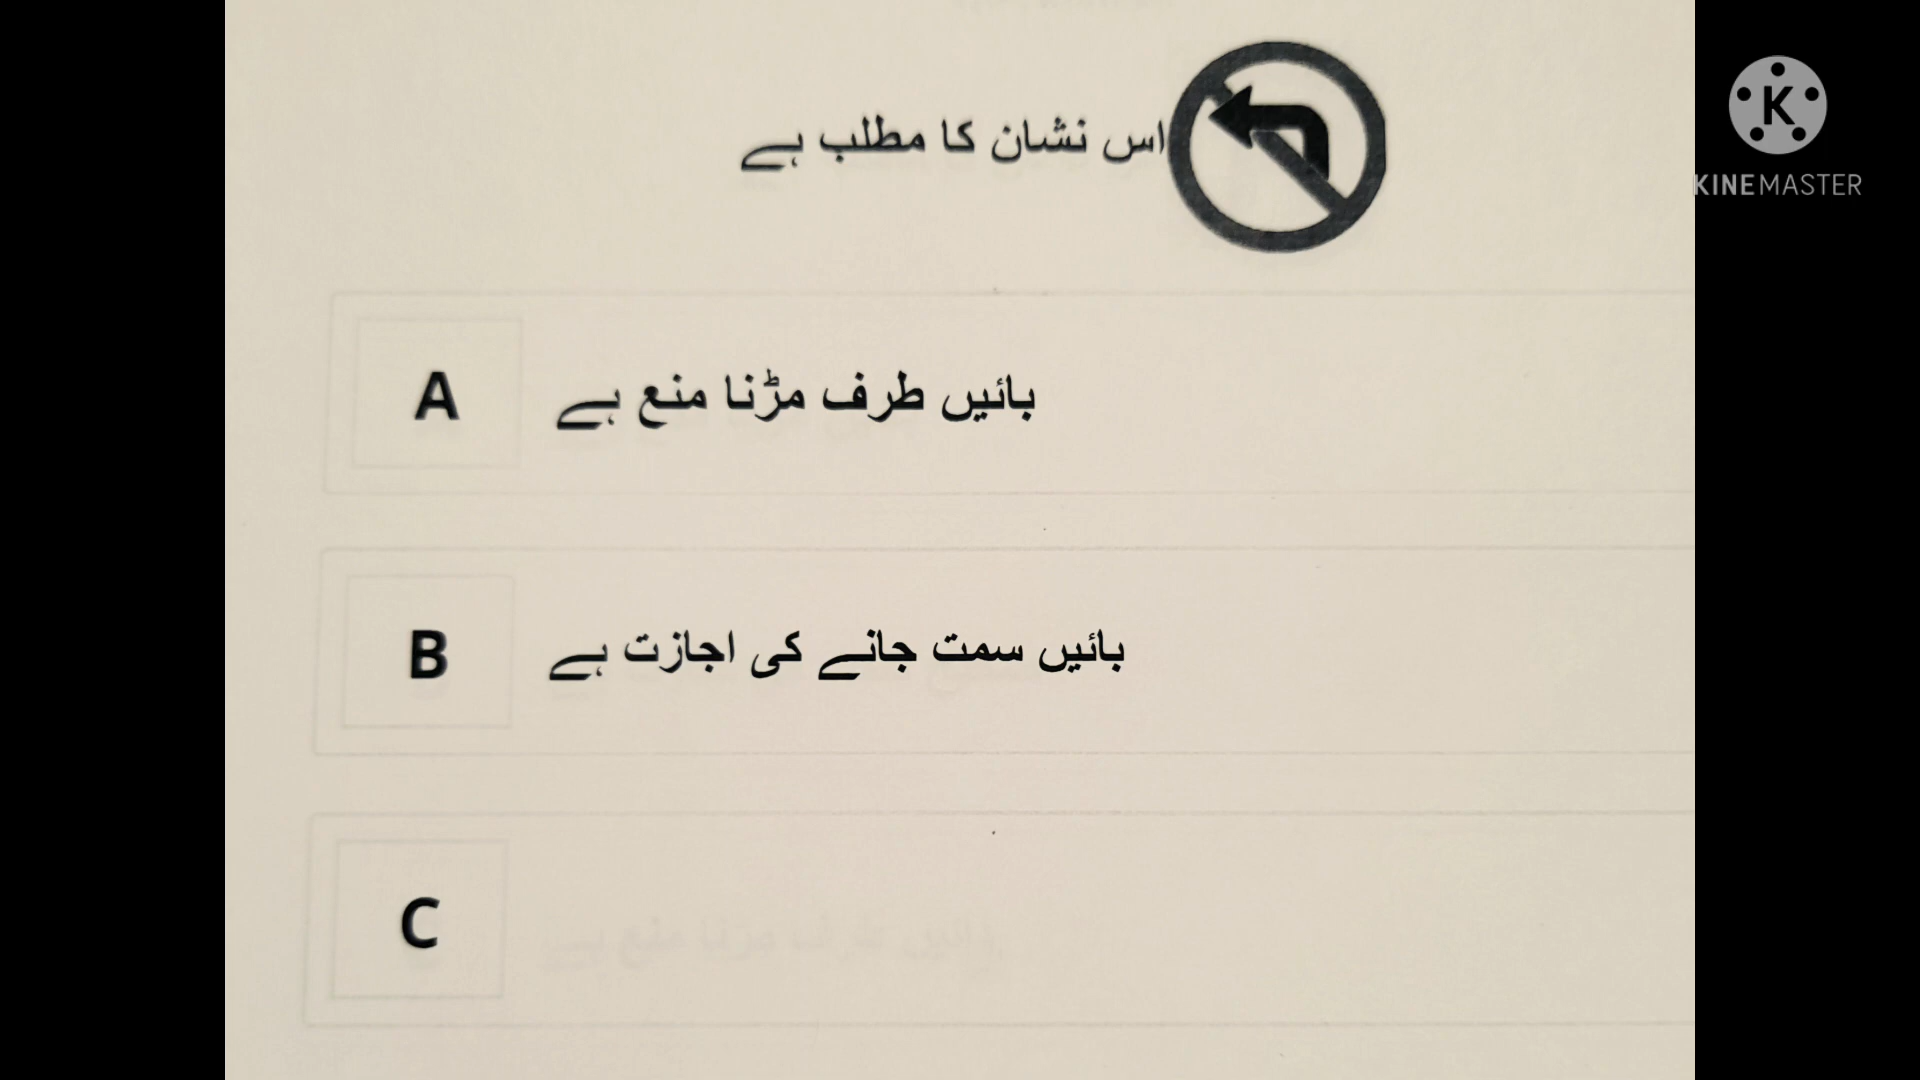 اس نشان کا مطلب ہے
A بائیں طرف مڑنا منع ہے
B بائیں سمت جانے کی اجازت ہے
C
K
KINEMASTER